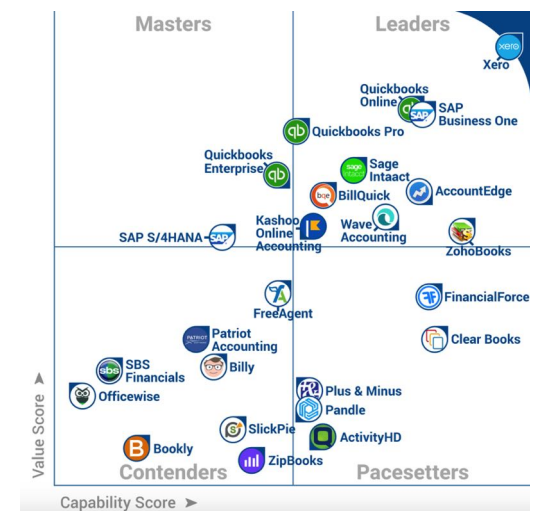 Masters
Leaders
xero
Xero
Quickbooks
Online
SAP
SAP
Business One
qb
Quickbooks Pro
Quickbooks
Enterprise
qb
sage
Intacct
Sage
Intaact
bqe
BillQuick
AccountEdge
Kashoo
Online
Accounting
Wave
Accounting
SAP S/4HANA
SAP
ZohoBooks
FreeAgent
FinancialForce
PATRIOT
Patriot
Accounting
Clear Books
sbs
SBS
Financials
Billy
Officewise
Plus & Minus
Pandle
SlickPie
ActivityHD
B
Bookly
ZipBooks
Contenders
Pacesetters
Value Score
Capability Score